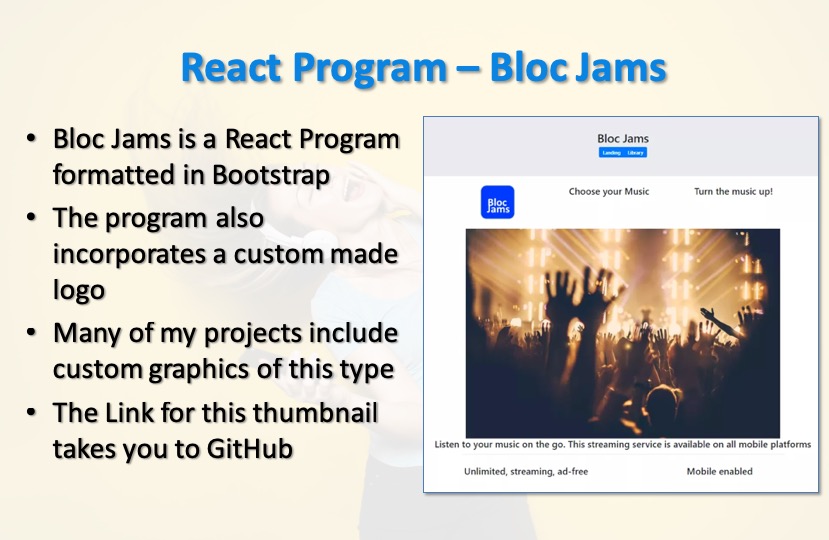 React Program – Bloc Jams
• Bloc Jams is a React Program
formatted in Bootstrap
• The program also
incorporates a custom made
logo
• Many of my projects include
custom graphics of this type
• The Link for this thumbnail
takes you to GitHub
Bloc Jams
Landing Library
Bloc
Jams
Choose your Music Turn the music up!
Listen to your music on the go. This streaming service is available on all mobile platforms
Unlimited, streaming, ad-free Mobile enabled